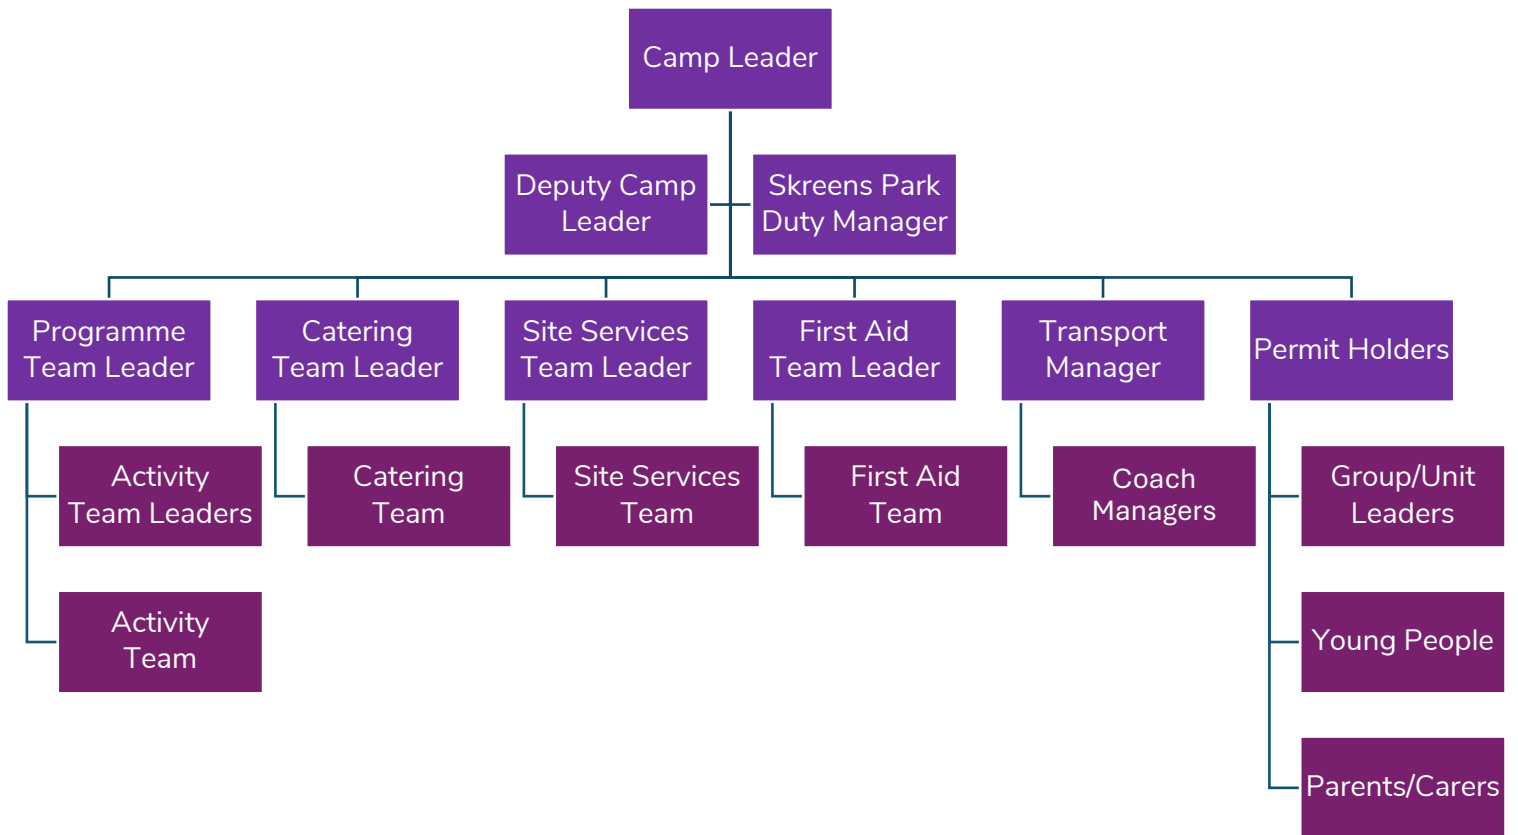 Camp Leader
Deputy Camp
Leader
Skreens Park
Duty Manager
Programme
Team Leader
Catering
Team Leader
Site Services
Team Leader
First Aid
Team Leader
Transport
Manager
Permit Holders
Activity
Team Leaders
Catering
Team
Site Services
Team
First Aid
Team
Coach
Managers
Group/Unit
Leaders
Activity
Team
Young People
Parents/Carers